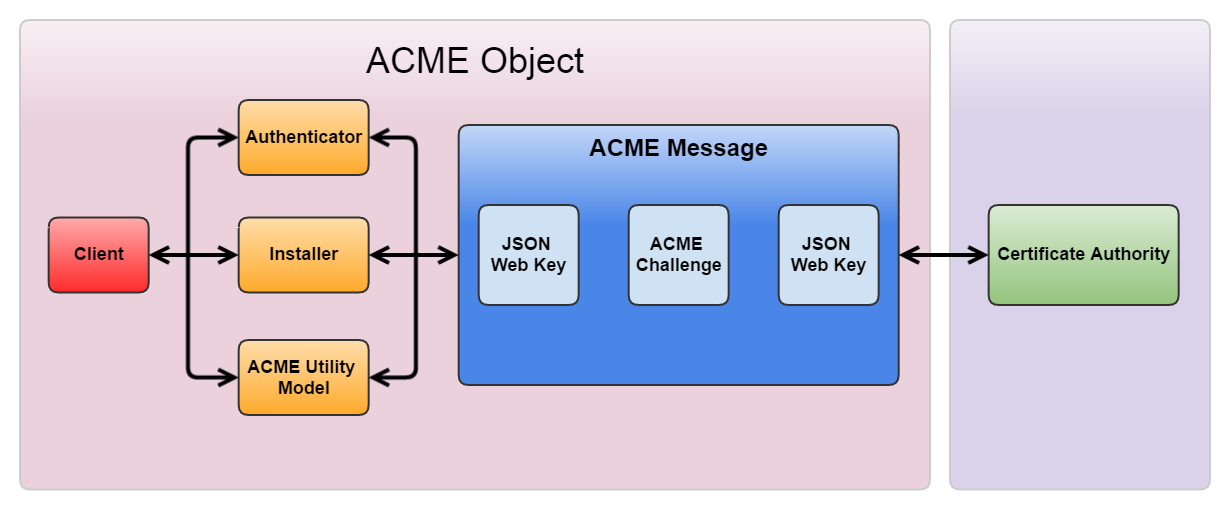 ACME Object
Authenticator
ACME Message
Client
Installer
JSON
Web Key
ACME
Challenge
JSON
Web Key
Certificate Authority
ACME Utility
Model